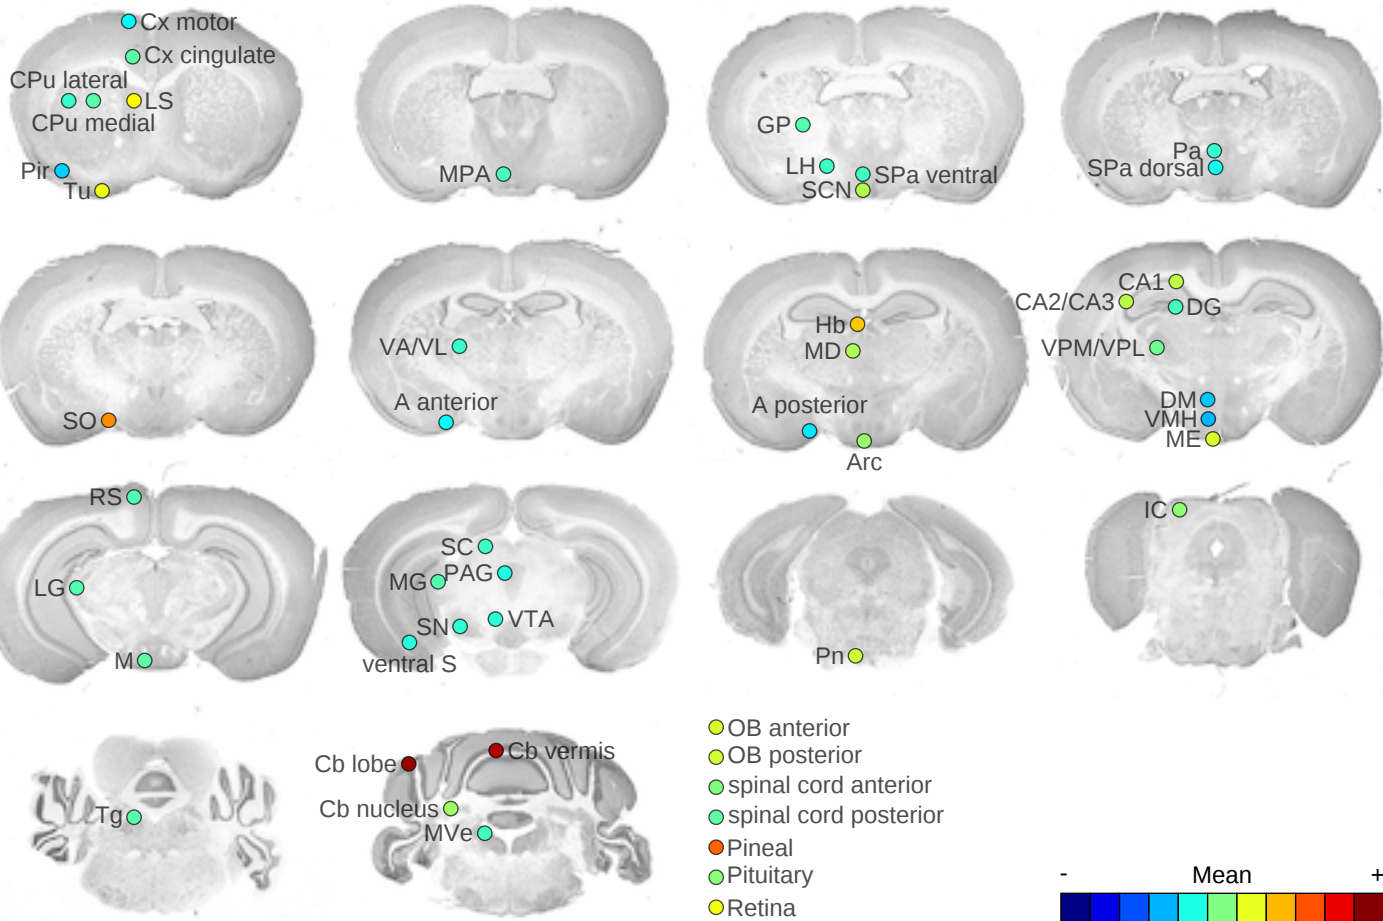 Cx motor
Cx cingulate
CPu lateral
LS
CPu medial
Pir
Tu
MPA
GP
LH
SPa ventral
SCN
Pa
SPa dorsal
SO
VA/VL
A anterior
Hb
MD
A posterior
Arc
CA1
CA2/CA3
DG
VPM/VPL
DM
VMH
ME
RS
LG
M
SC
PAG
MG
VTA
SN
ventral S
Pn
IC
Tg
Cb lobe
Cb vermis
Cb nucleus
MVe
OB anterior
OB posterior
spinal cord anterior
spinal cord posterior
Pineal
Pituitary
Retina
- Mean +